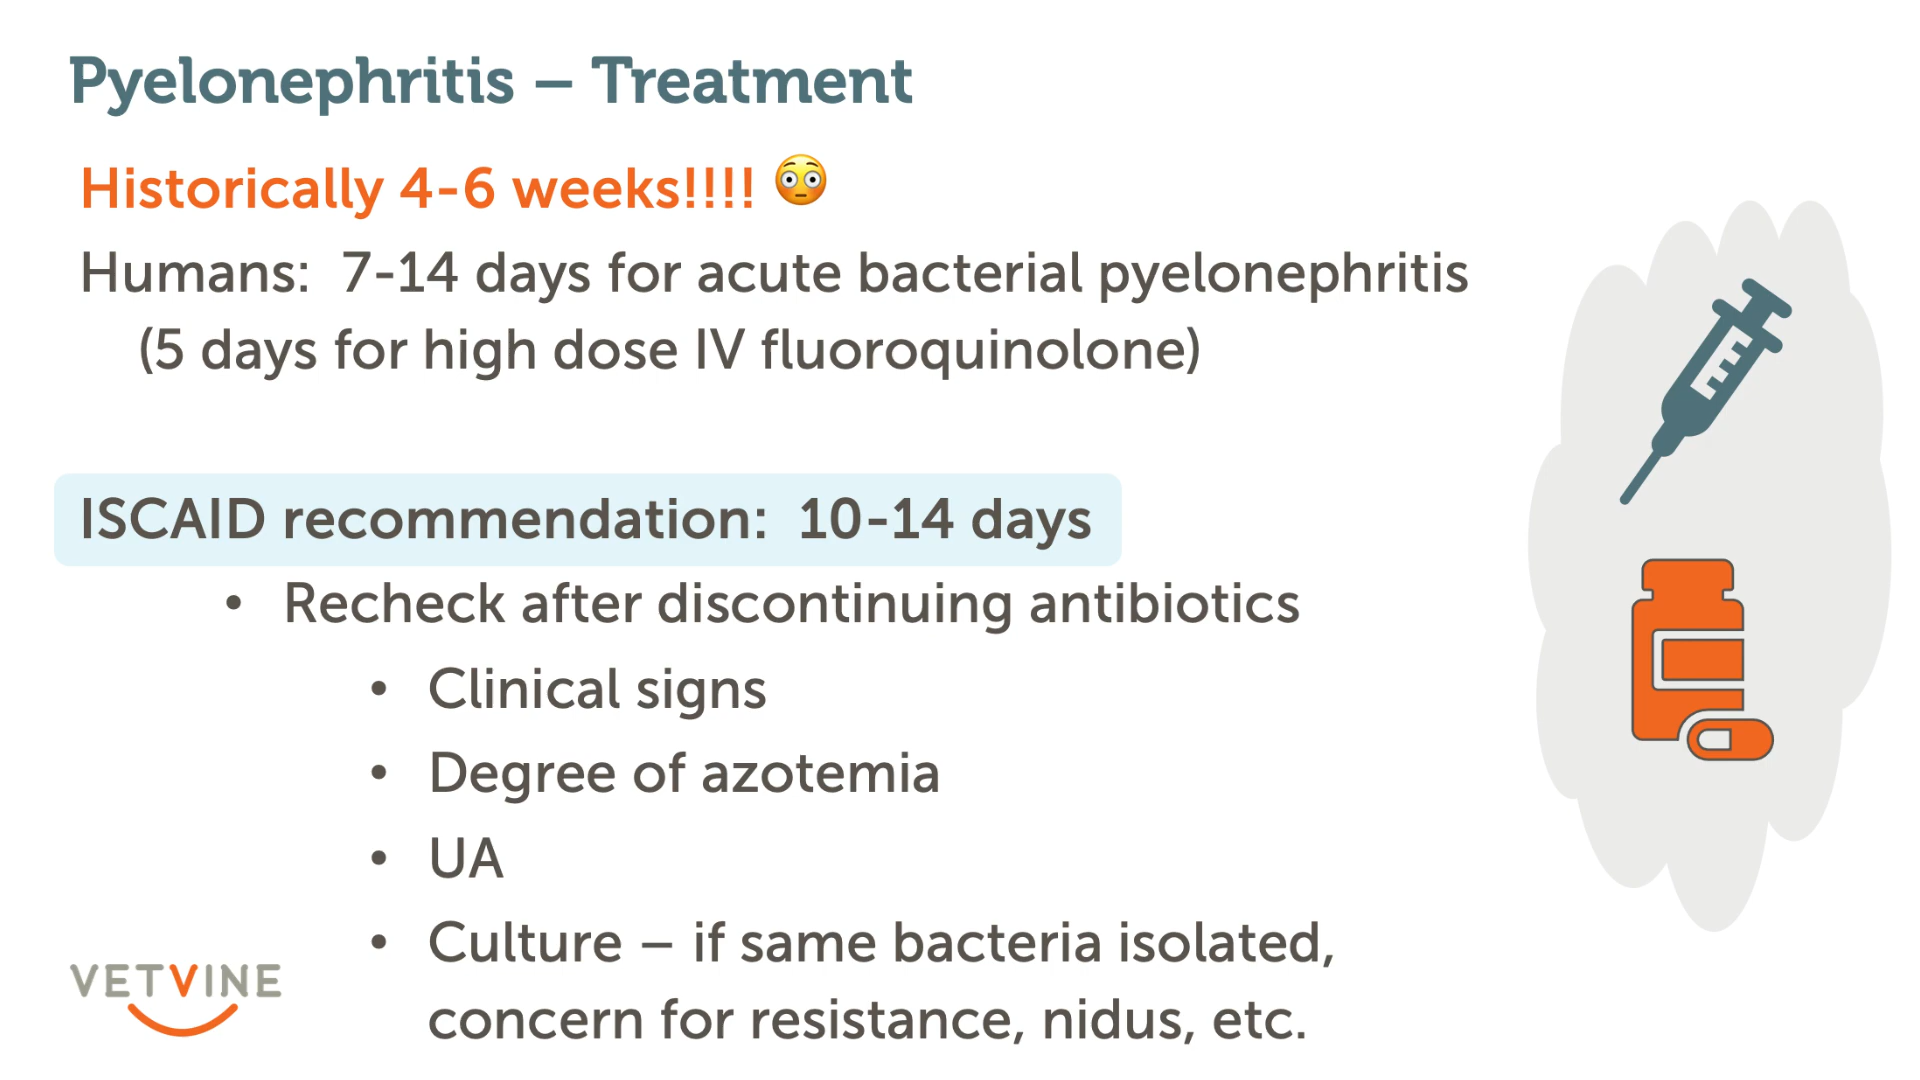 Pyelonephritis – Treatment
Historically 4-6 weeks!!!! 😳
Humans:  7-14 days for acute bacterial pyelonephritis
(5 days for high dose IV fluoroquinolone)
ISCAID recommendation:  10-14 days
• Recheck after discontinuing antibiotics
• Clinical signs
• Degree of azotemia
• UA
• Culture – if same bacteria isolated,
concern for resistance, nidus, etc.
VETVINE